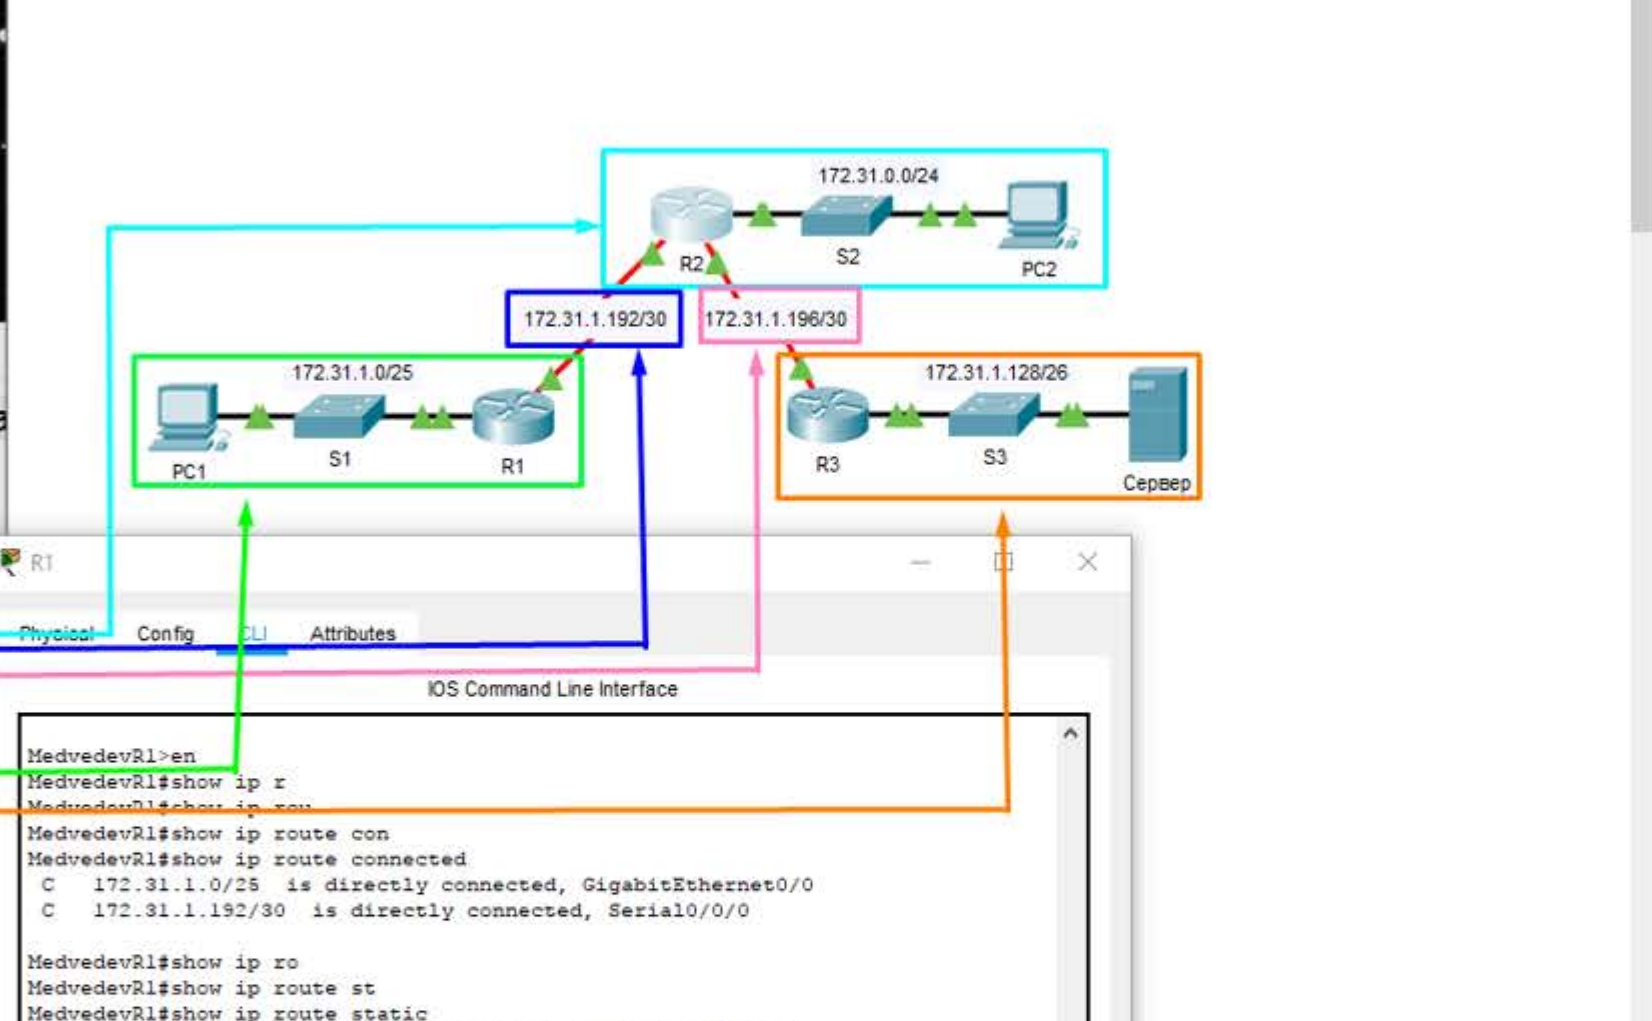 172.31.0.0/24
R2
S2
PC2
172.31.1.192/30
172.31.1.196/30
172.31.1.0/25
172.31.1.128/26
PC1
S1
R1
R3
S3
Сервер
R1
Physical
Config
CLI
Attributes
IOS Command Line Interface
MedvedevR1>en
MedvedevR1#show ip r
MedvedevR1#show ip rou
MedvedevR1#show ip route con
MedvedevR1#show ip route connected
C 172.31.1.0/25 is directly connected, GigabitEthernet0/0
C 172.31.1.192/30 is directly connected, Serial0/0/0
MedvedevR1#show ip ro
MedvedevR1#show ip route st
MedvedevR1#show ip route static